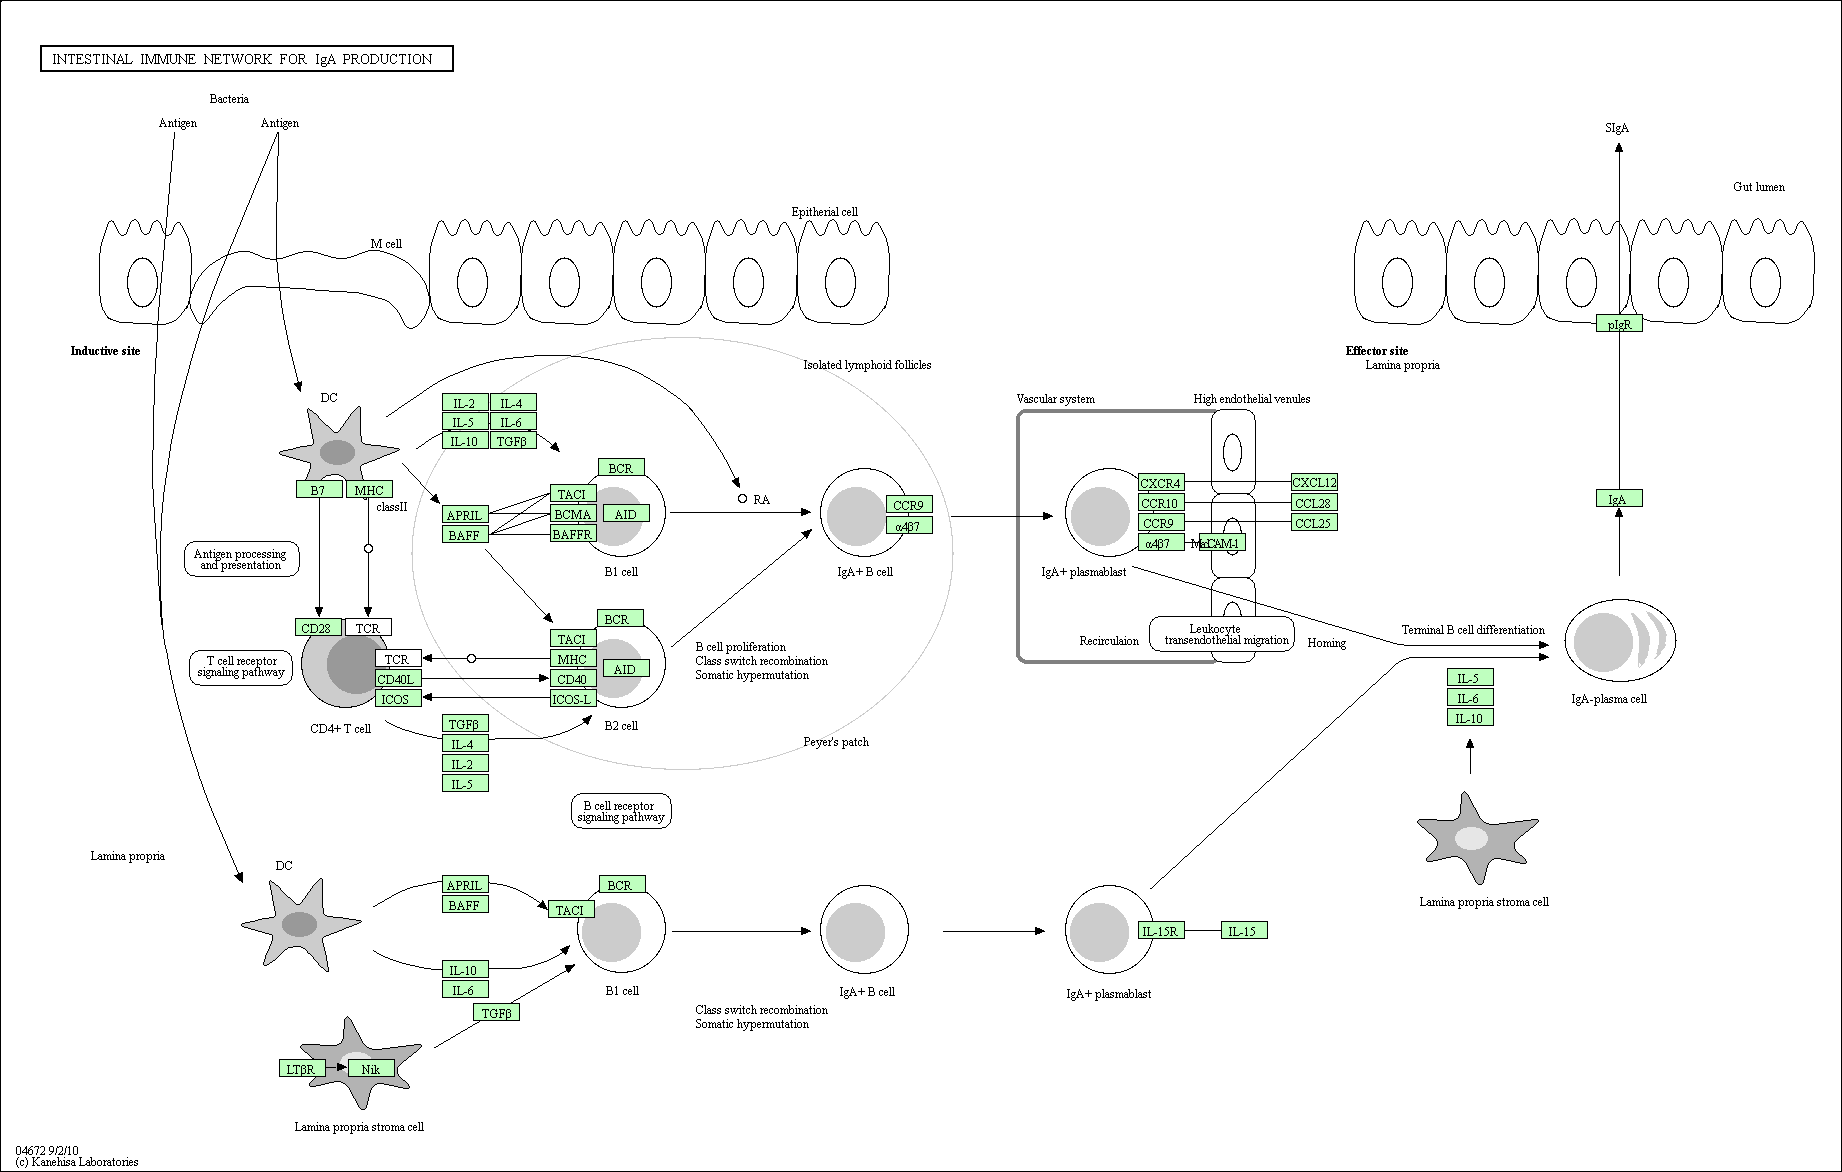 INTESTINAL IMMUNE NETWORK FOR IgA PRODUCTION
Bacteria
Antigen
Antigen
SIgA
Gut lumen
Epitherial cell
M cell
pIgR
Inductive site
Effector site
Lamina propria
Isolated lymphoid follicles
DC
Vascular system
High endothelial venules
IL-2
IL-4
IL-5
IL-6
IL-10
TGFβ
BCR
B7
MHC
classII
TACI
RA
CXCR4
CXCL12
IgA
APRIL
BCMA
AID
CCR9
CCR10
CCL28
BAFF
BAFFR
α4β7
CCR9
CCL25
α4β7
MAdCAM-1
Antigen processing
and presentation
B1 cell
IgA+ B cell
IgA+ plasmablast
CD28
TCR
BCR
TACI
Leukocyte
transendothelial migration
Recirculaion
Homing
Terminal B cell differentiation
T cell receptor
signaling pathway
TCR
MHC
AID
B cell proliferation
Class switch recombination
Somatic hypermutation
CD40L
CD40
ICOS
ICOS-L
IL-5
IL-6
IL-10
IgA-plasma cell
CD4+ T cell
TGFβ
IL-4
IL-2
IL-5
B2 cell
Peyer's patch
B cell receptor
signaling pathway
Lamina propria
DC
APRIL
BAFF
BCR
TACI
Lamina propria stroma cell
IL-15R
IL-15
IL-10
IL-6
TGFβ
B1 cell
IgA+ B cell
IgA+ plasmablast
Class switch recombination
Somatic hypermutation
LTβR
Nik
Lamina propria stroma cell
04672 9/2/10
(c) Kanehisa Laboratories